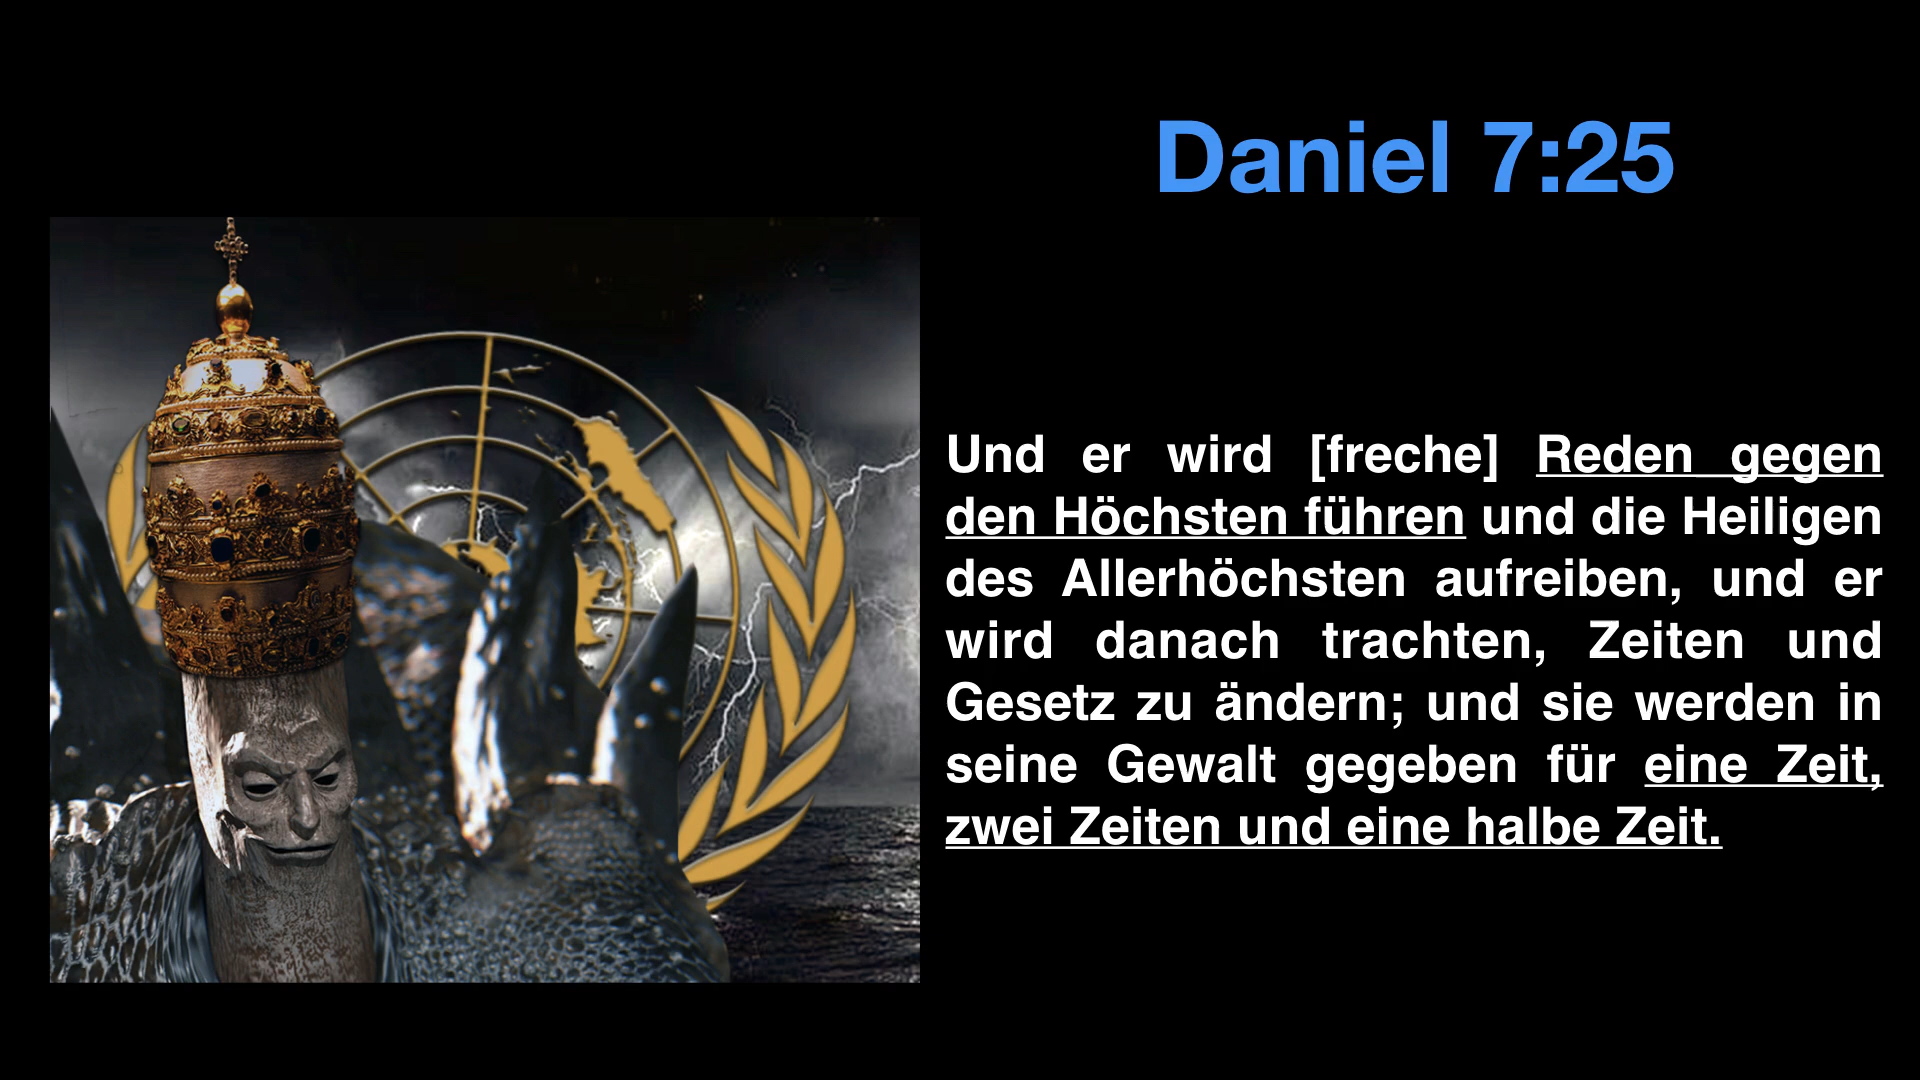 Daniel 7:25
Und er wird [freche] Reden gegen
den Höchsten führen und die Heiligen
des Allerhöchsten aufreiben, und er
wird danach trachten, Zeiten und
Gesetz zu ändern; und sie werden in
seine Gewalt gegeben für eine Zeit,
zwei Zeiten und eine halbe Zeit.